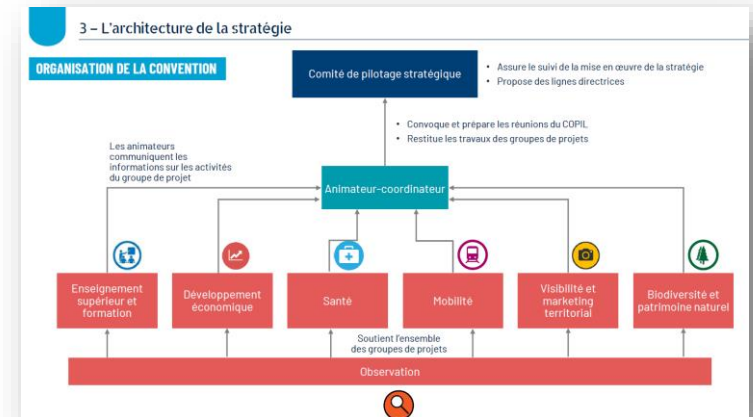 3 – L'architecture de la stratégie
ORGANISATION DE LA CONVENTION
Comité de pilotage stratégique
• Assure le suivi de la mise en œuvre de la stratégie
• Propose des lignes directrices
• Convoque et prépare les réunions du COPIL
• Restitue les travaux des groupes de projets
Les animateurs
communiquent les
informations sur les activités
du groupe de projet
Animateur-coordinateur
Enseignement
supérieur et
formation
Développement
économique
Santé
Mobilité
Visibilité et
marketing
territorial
Biodiversité et
patrimoine naturel
Soutient l'ensemble
des groupes de projets
Observation